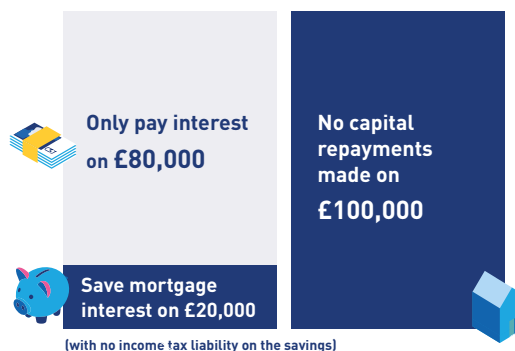 Only pay interest
on £80,000
Save mortgage
interest on £20,000
(with no income tax liability on the savings)
No capital
repayments
made on
£100,000